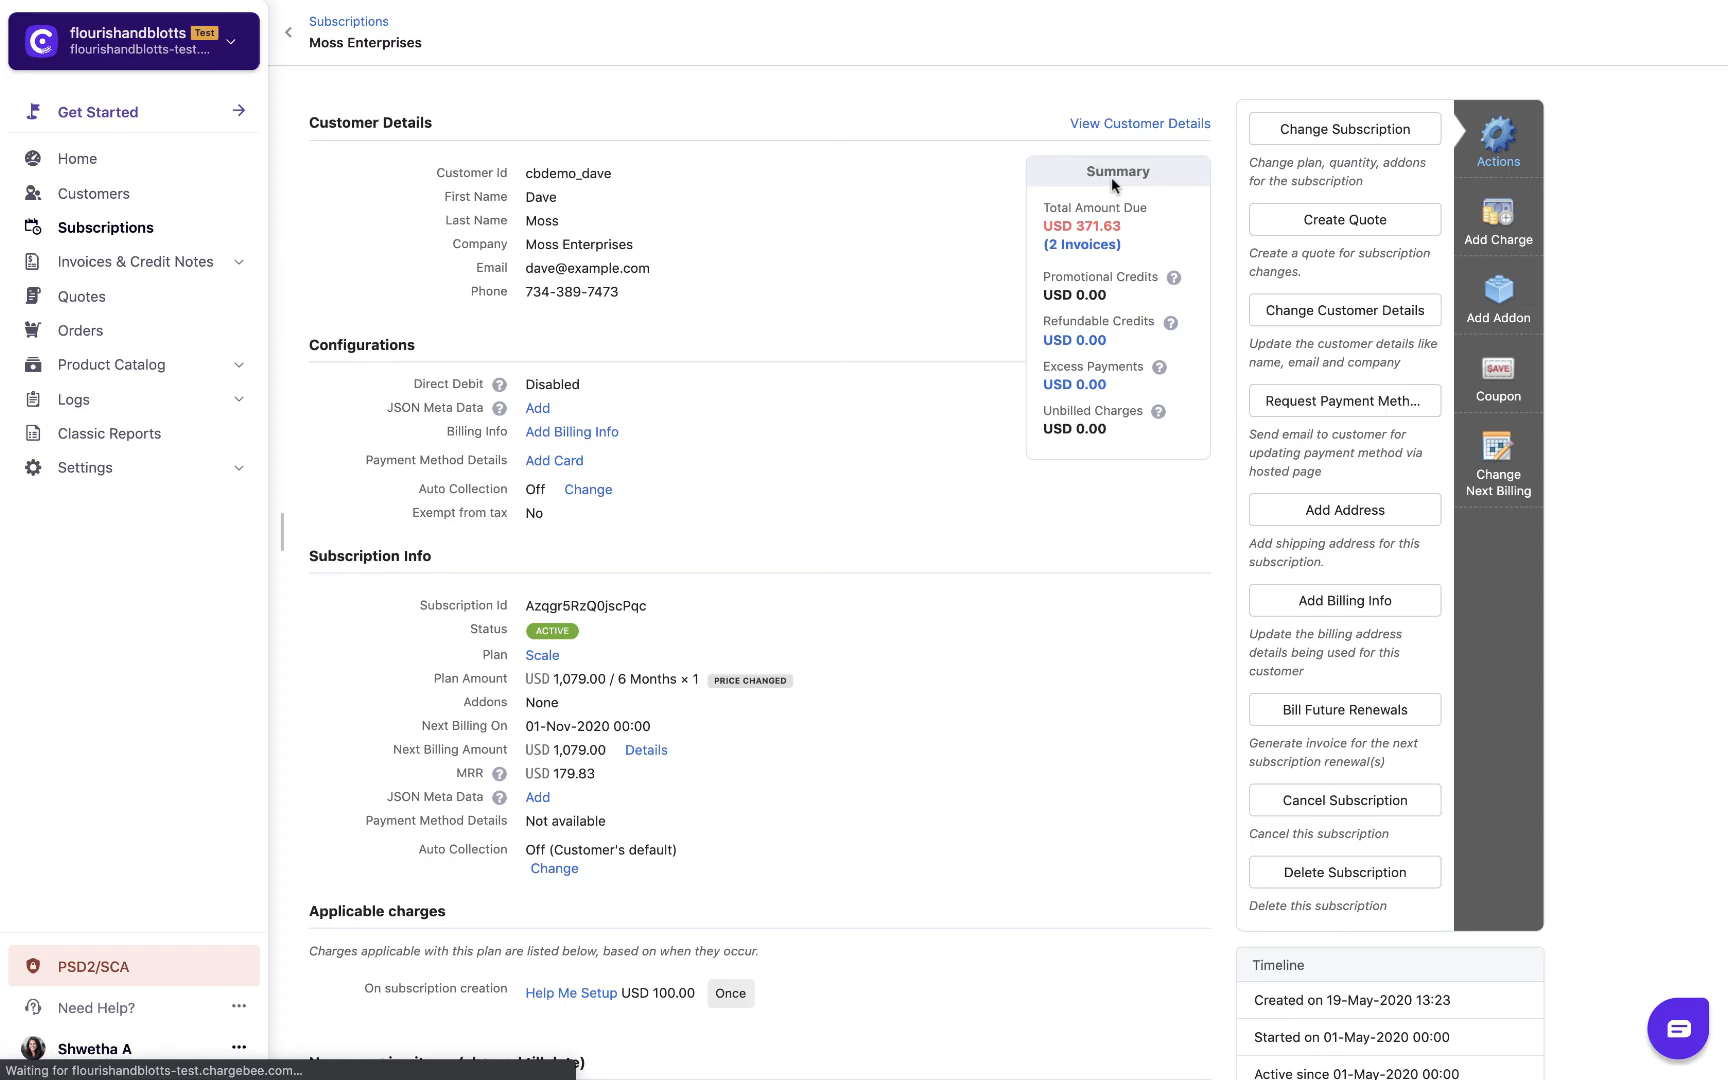 flourishandblotts Test
flourishandblotts-test....
Get Started
Home
Customers
Subscriptions
Invoices & Credit Notes
Quotes
Orders
Product Catalog
Logs
Classic Reports
Settings
PSD2/SCA
Need Help?
Shwetha A
Waiting for flourishandblotts-test.chargebee.com...
Subscriptions
Moss Enterprises
Customer Details
View Customer Details
Customer Id cbdemo_dave
First Name Dave
Last Name Moss
Company Moss Enterprises
Email dave@example.com
Phone 734-389-7473
Summary
Total Amount Due
USD 371.63
(2 Invoices)
Promotional Credits ?
USD 0.00
Refundable Credits ?
USD 0.00
Excess Payments ?
USD 0.00
Unbilled Charges ?
USD 0.00
Configurations
Direct Debit ? Disabled
JSON Meta Data ? Add
Billing Info Add Billing Info
Payment Method Details Add Card
Auto Collection Off Change
Exempt from tax No
Subscription Info
Subscription Id Azqgr5RzQ0jscPqc
Status ACTIVE
Plan Scale
Plan Amount USD 1,079.00 / 6 Months × 1 PRICE CHANGED
Addons None
Next Billing On 01-Nov-2020 00:00
Next Billing Amount USD 1,079.00 Details
MRR ? USD 179.83
JSON Meta Data ? Add
Payment Method Details Not available
Auto Collection Off (Customer's default)
Change
Applicable charges
Charges applicable with this plan are listed below, based on when they occur.
On subscription creation Help Me Setup USD 100.00 Once
Change Subscription
Change plan, quantity, addons
for the subscription
Create Quote
Create a quote for subscription
changes.
Change Customer Details
Update the customer details like
name, email and company
Request Payment Meth...
Send email to customer for
updating payment method via
hosted page
Add Address
Add shipping address for this
subscription.
Add Billing Info
Update the billing address
details being used for this
customer
Bill Future Renewals
Generate invoice for the next
subscription renewal(s)
Cancel Subscription
Cancel this subscription
Delete Subscription
Delete this subscription
Actions
Add Charge
Add Addon
SAVE
Coupon
Change
Next Billing
Timeline
Created on 19-May-2020 13:23
Started on 01-May-2020 00:00
Active since 01-May-2020 00:00